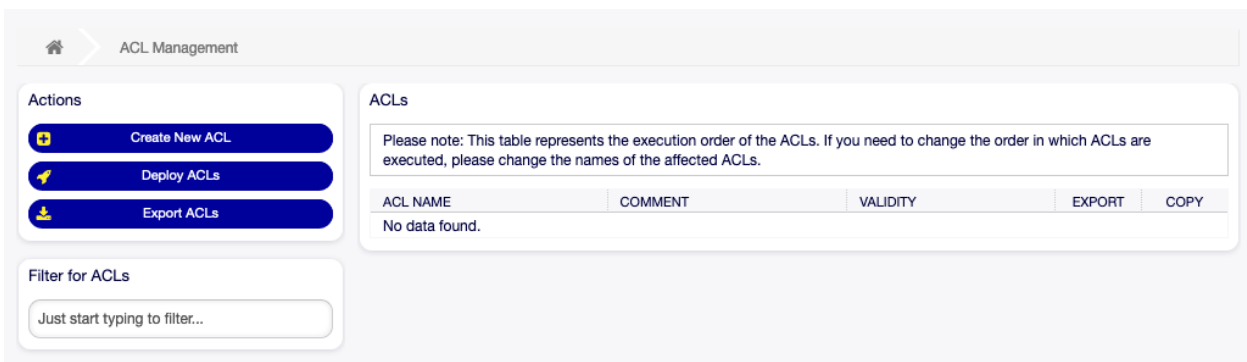 ACL Management
Actions
Create New ACL
Deploy ACLs
Export ACLs
Filter for ACLs
Just start typing to filter...
ACLs
Please note: This table represents the execution order of the ACLs. If you need to change the order in which ACLs are
executed, please change the names of the affected ACLs.
ACL NAME COMMENT VALIDITY EXPORT COPY
No data found.